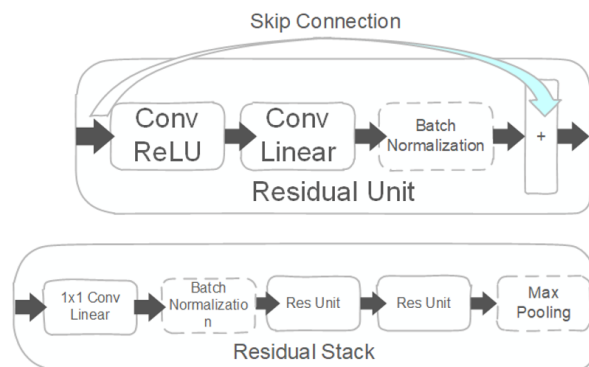 Skip Connection
Conv
ReLU
Conv
Linear
Batch
Normalization
+
Residual Unit
1x1 Conv
Linear
Batch
Normalizatio
n
Res Unit
Res Unit
Max
Pooling
Residual Stack